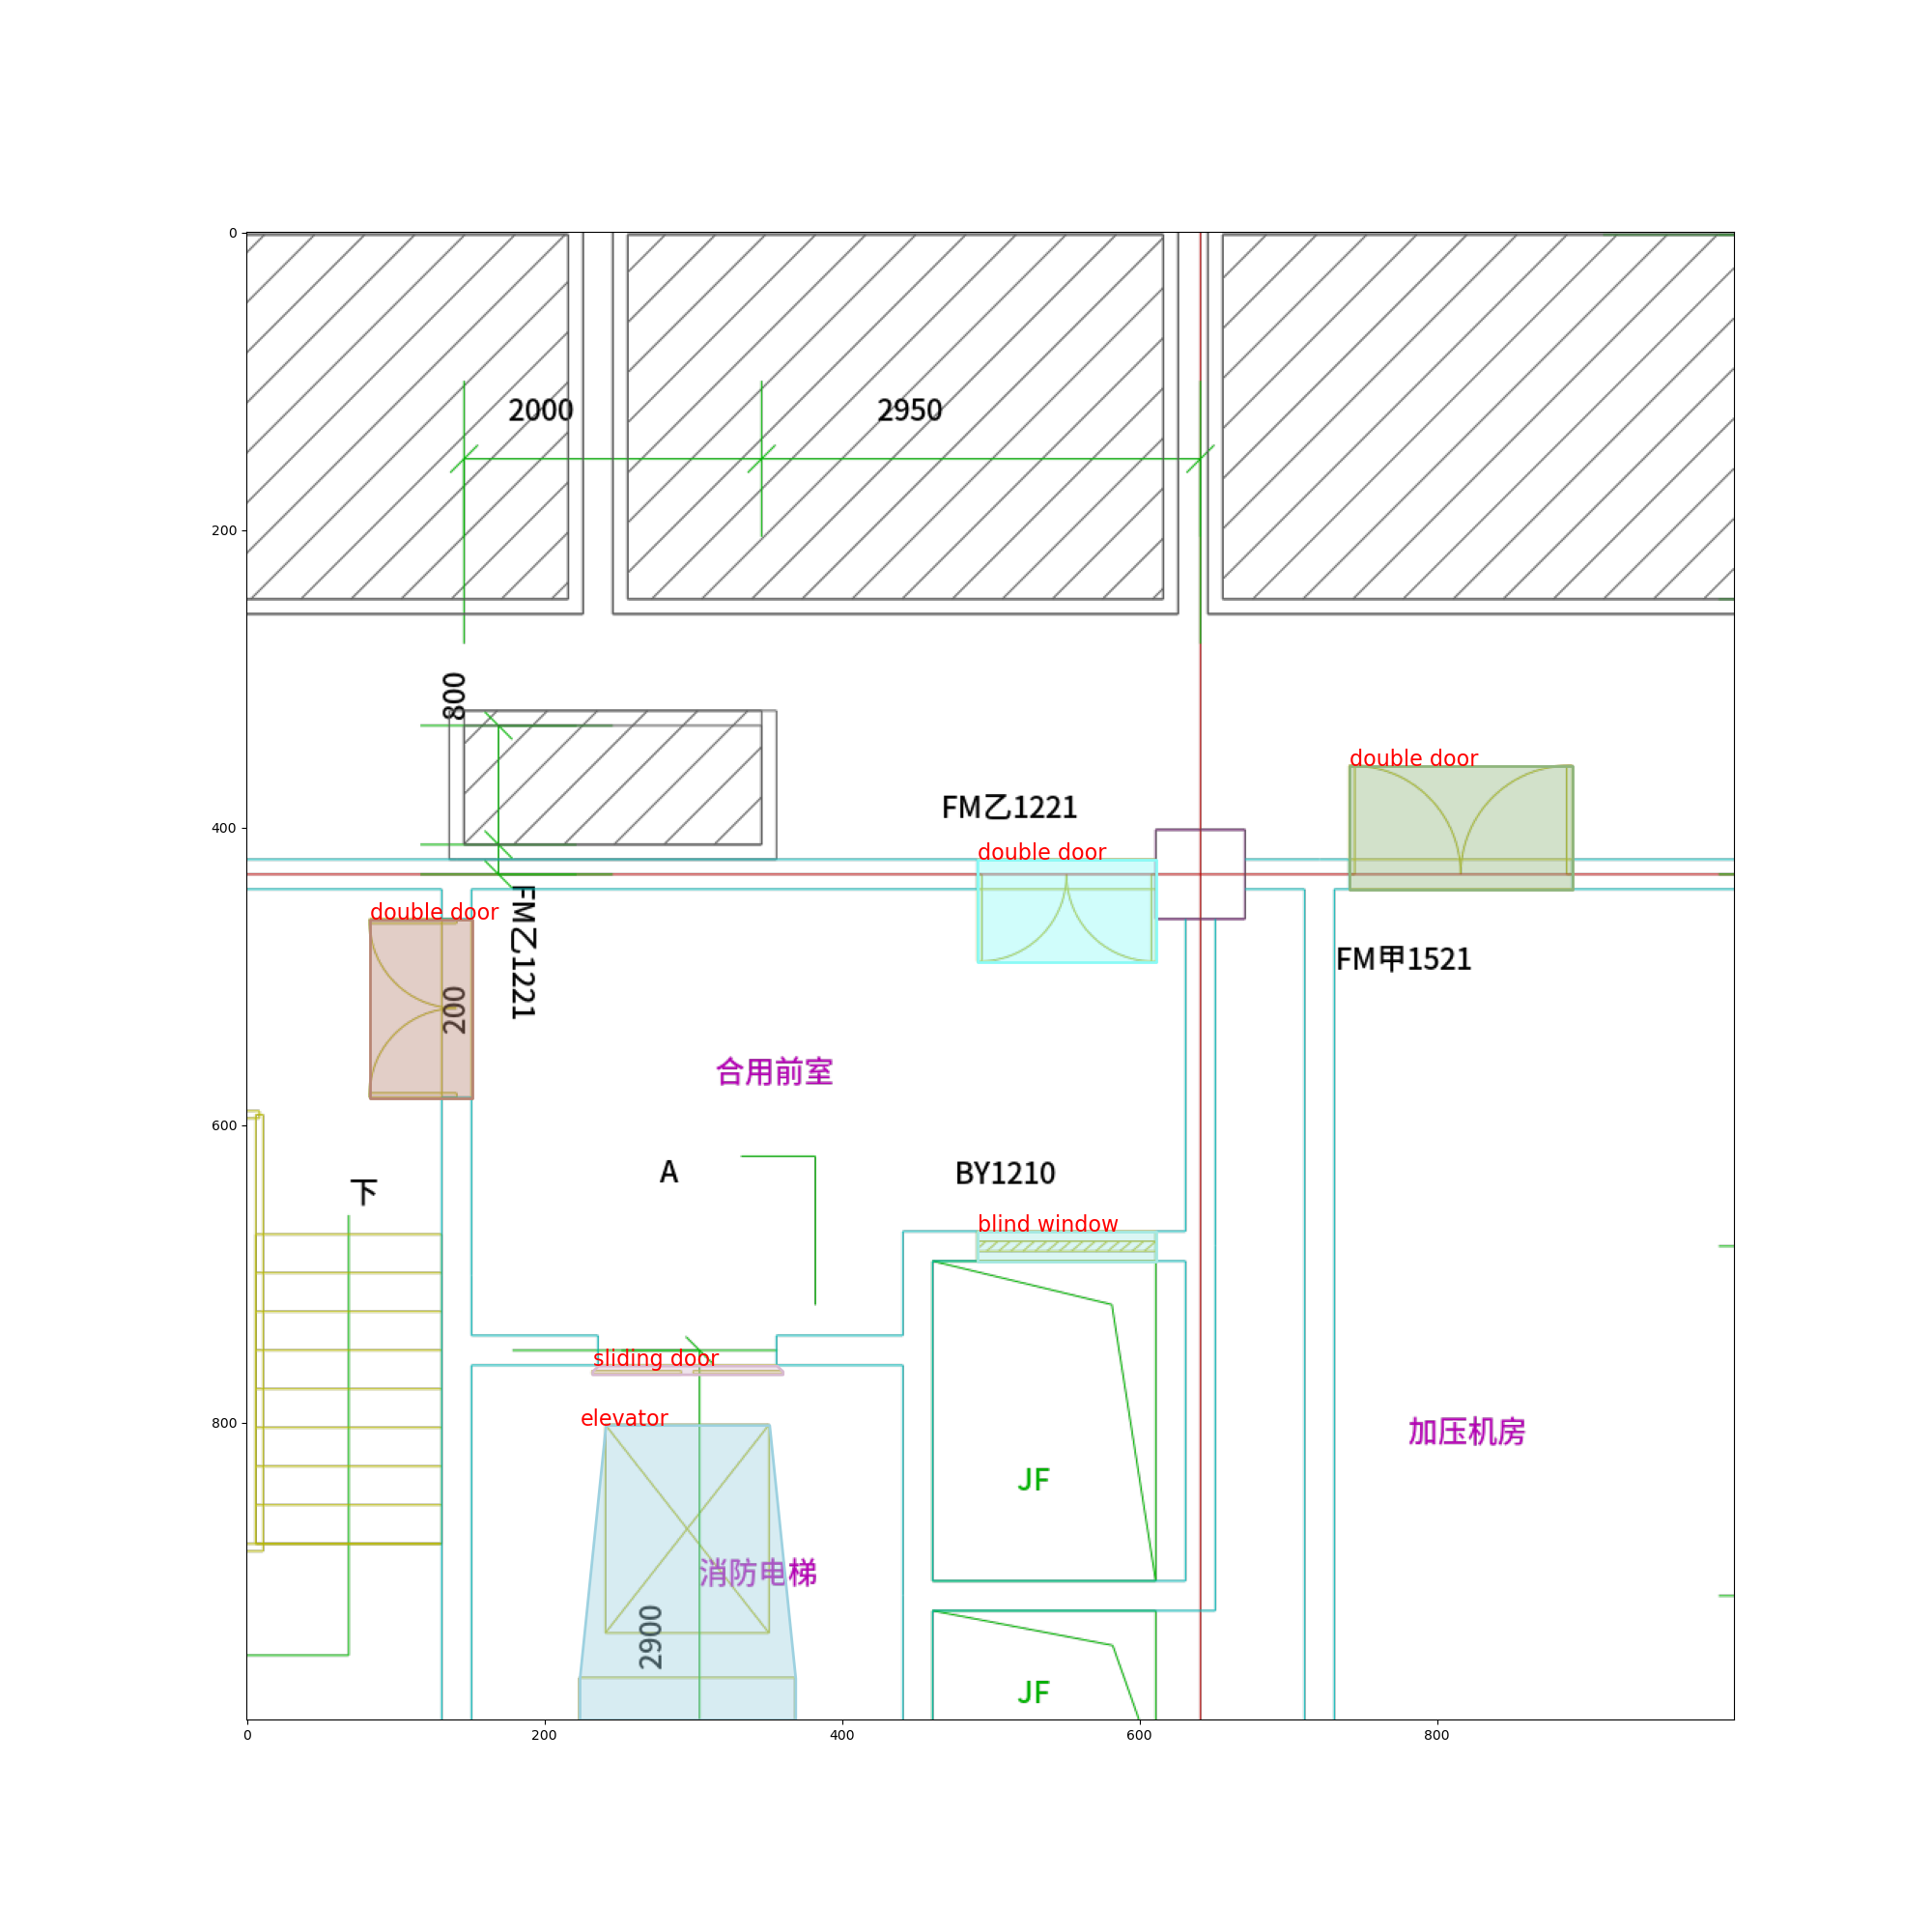 0
2000
2950
200
800
double door
FM乙1221
400
double door
double door
FM乙1221
FM甲1521
200
合用前室
600
A
BY1210
下
blind window
sliding door
800
elevator
加压机房
JF
消防电梯
2900
JF
0
200
400
600
800